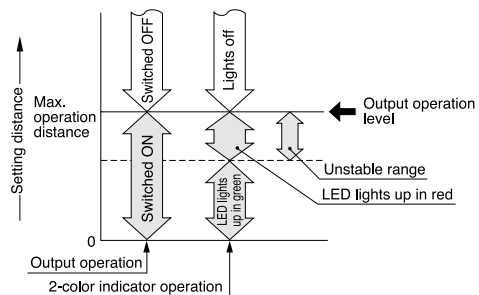 Setting distance
Switched OFF
Lights off
Max.
operation
distance
Output operation
level
Switched ON
LED lights
up in green
Unstable range
LED lights up in red
0
Output operation
2-color indicator operation